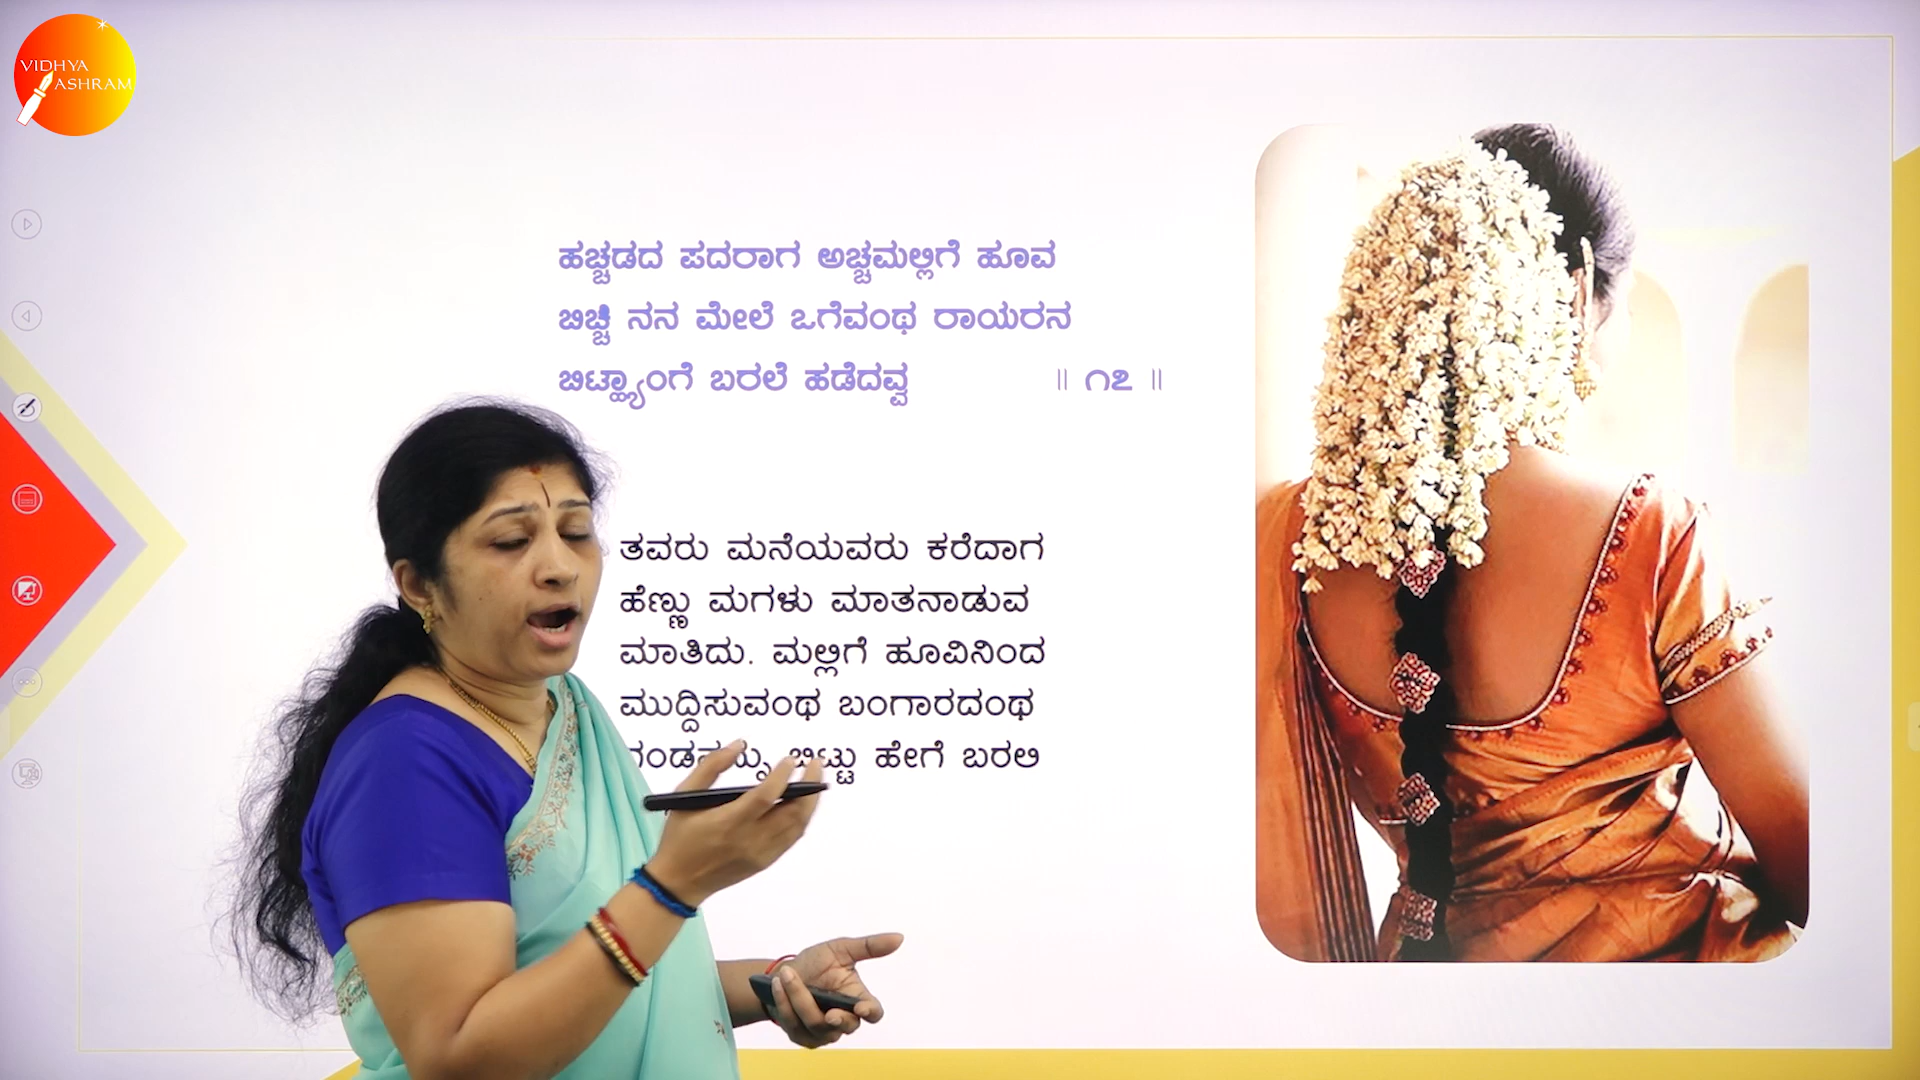 VIDHYA
ASHRAM
ಹಚ್ಚಡದ ಪದರಾಗ ಅಚ್ಚಮಲ್ಲಿಗೆ ಹೂವ
ಬಿಚ್ಚಿ ನನ ಮೇಲೆ ಒಗೆವಂಥ ರಾಯರನ
ಬಿಟ್ಹ್ಯಾಂಗೆ ಬರಲೆ ಹಡೆದವ್ವ ॥ ೧೭ ॥
ತವರು ಮನೆಯವರು ಕರೆದಾಗ
ಹೆಣ್ಣು ಮಗಳು ಮಾತನಾಡುವ
ಮಾತಿದು. ಮಲ್ಲಿಗೆ ಹೂವಿನಿಂದ
ಮುದ್ದಿಸುವಂಥ ಬಂಗಾರದಂಥ
ಬಿಟ್ಟು ಹೇಗೆ ಬರಲಿ